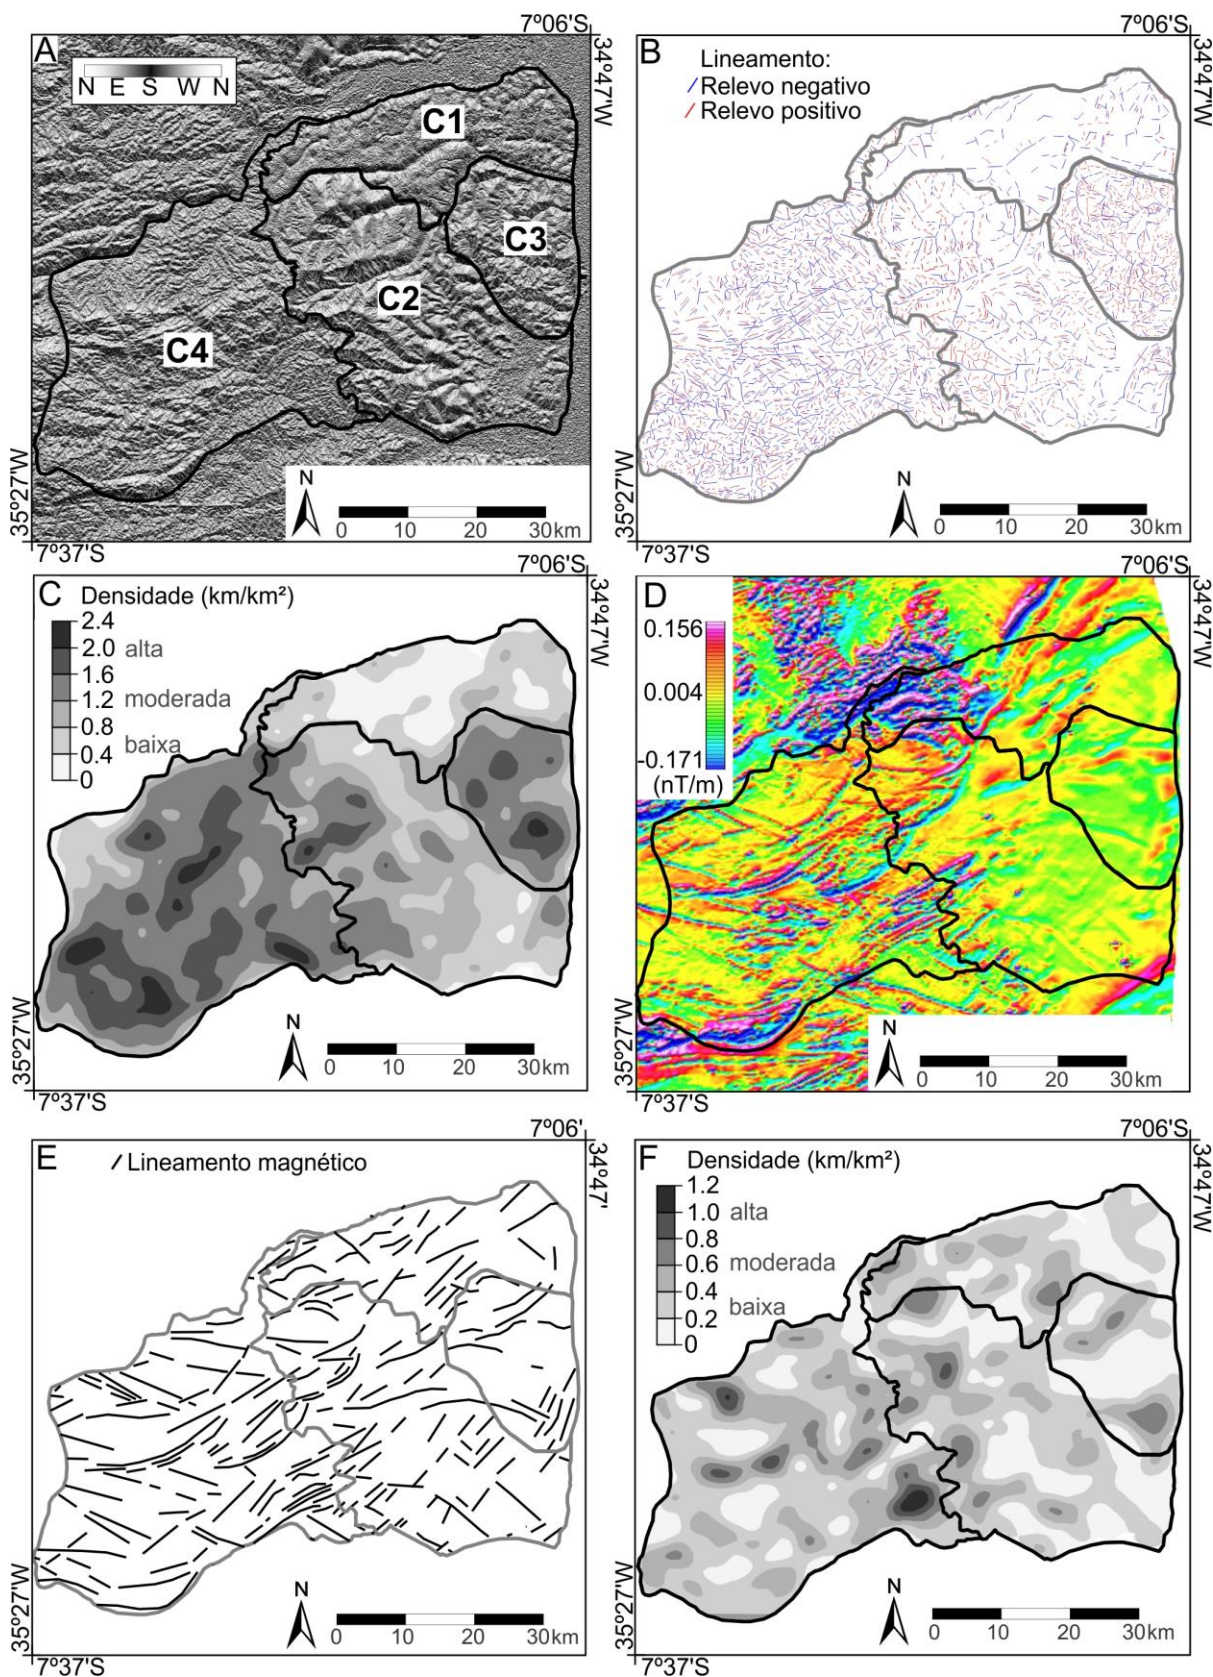 7º06'S
A
34º47'W
N E S W N
C1
C3
C2
C4
N
0 10 20 30km
35º27'W
7º37'S
7º06'S
B
34º47'W
Lineamento:
Relevo negativo
Relevo positivo
N
0 10 20 30km
35º27'W
7º37'S
7º06'S
C
34º47'W
Densidade (km/km²)
2.4
2.0
alta
1.6
1.2
moderada
0.8
0.4
baixa
0
N
0 10 20 30km
35º27'W
7º37'S
7º06'S
D
34º47'W
0.156
0.004
-0.171
(nT/m)
N
0 10 20 30km
35º27'W
7º37'S
7º06'
E
34º47'
Lineamento magnético
N
0 10 20 30km
35º27'W
7º37'S
7º06'S
F
34º47'W
Densidade (km/km²)
1.2
1.0
alta
0.8
0.6
moderada
0.4
0.2
baixa
0
N
0 10 20 30km
35º27'W
7º37'S